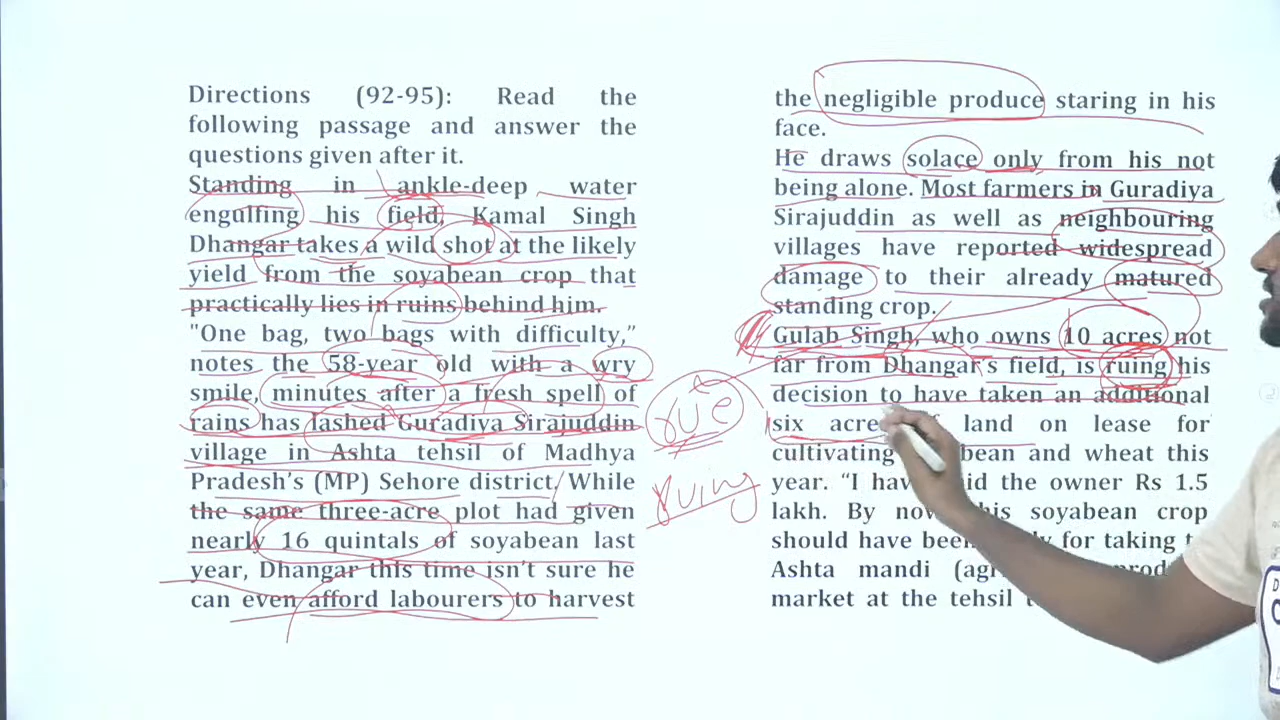 Directions (92-95): Read the
following passage and answer the
questions given after it.
Standing in ankle-deep water
engulfing his field, Kamal Singh
Dhangar takes a wild shot at the likely
yield from the soyabean crop that
practically lies in ruins behind him.
"One bag, two bags with difficulty,”
notes the 58-year old with a wry
smile, minutes after a fresh spell of
rains has lashed Guradiya Sirajuddin
village in Ashta tehsil of Madhya
Pradesh’s (MP) Sehore district. While
the same three-acre plot had given
nearly 16 quintals of soyabean last
year, Dhangar this time isn’t sure he
can even afford labourers to harvest
rue
ruing
the negligible produce staring in his
face.
He draws solace only from his not
being alone. Most farmers in Guradiya
Sirajuddin as well as neighbouring
villages have reported widespread
damage to their already matured
standing crop.
Gulab Singh, who owns 10 acres not
far from Dhangar’s field, is ruing his
decision to have taken an additional
six land on lease for
cultivating and wheat this
year. “I the owner Rs 1.5
lakh. By soyabean crop
should have been for taking
Ashta mandi
market at the tehsil